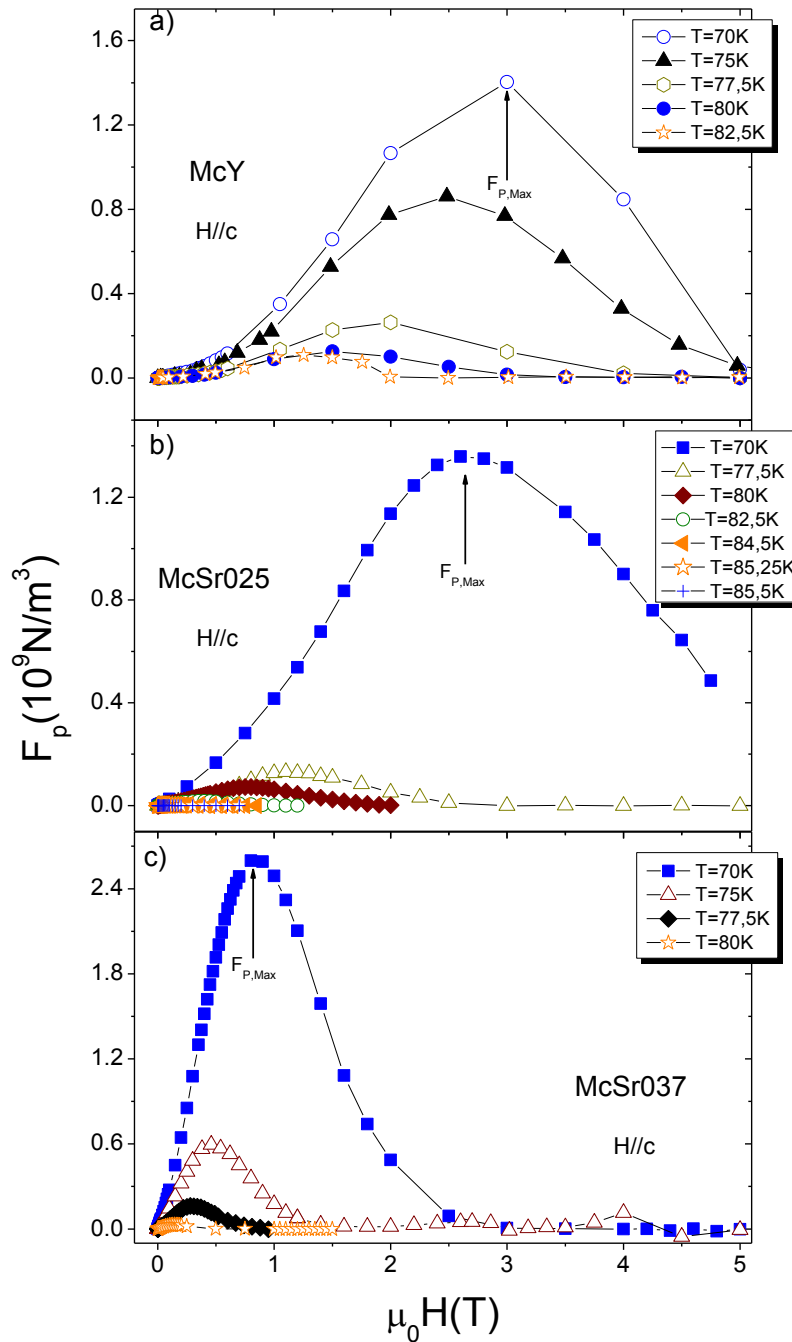 a)
1.6
1.2
0.8
0.4
0.0
McY
H//c
F_P,Max
T=70K
T=75K
T=77,5K
T=80K
T=82,5K
b)
1.2
0.8
0.4
0.0
McSr025
H//c
F_P,Max
T=70K
T=77,5K
T=80K
T=82,5K
T=84,5K
T=85,25K
T=85,5K
F_p(10^9N/m^3)
c)
2.4
1.8
1.2
0.6
0.0
F_P,Max
McSr037
H//c
T=70K
T=75K
T=77,5K
T=80K
0 1 2 3 4 5
μ_0H(T)